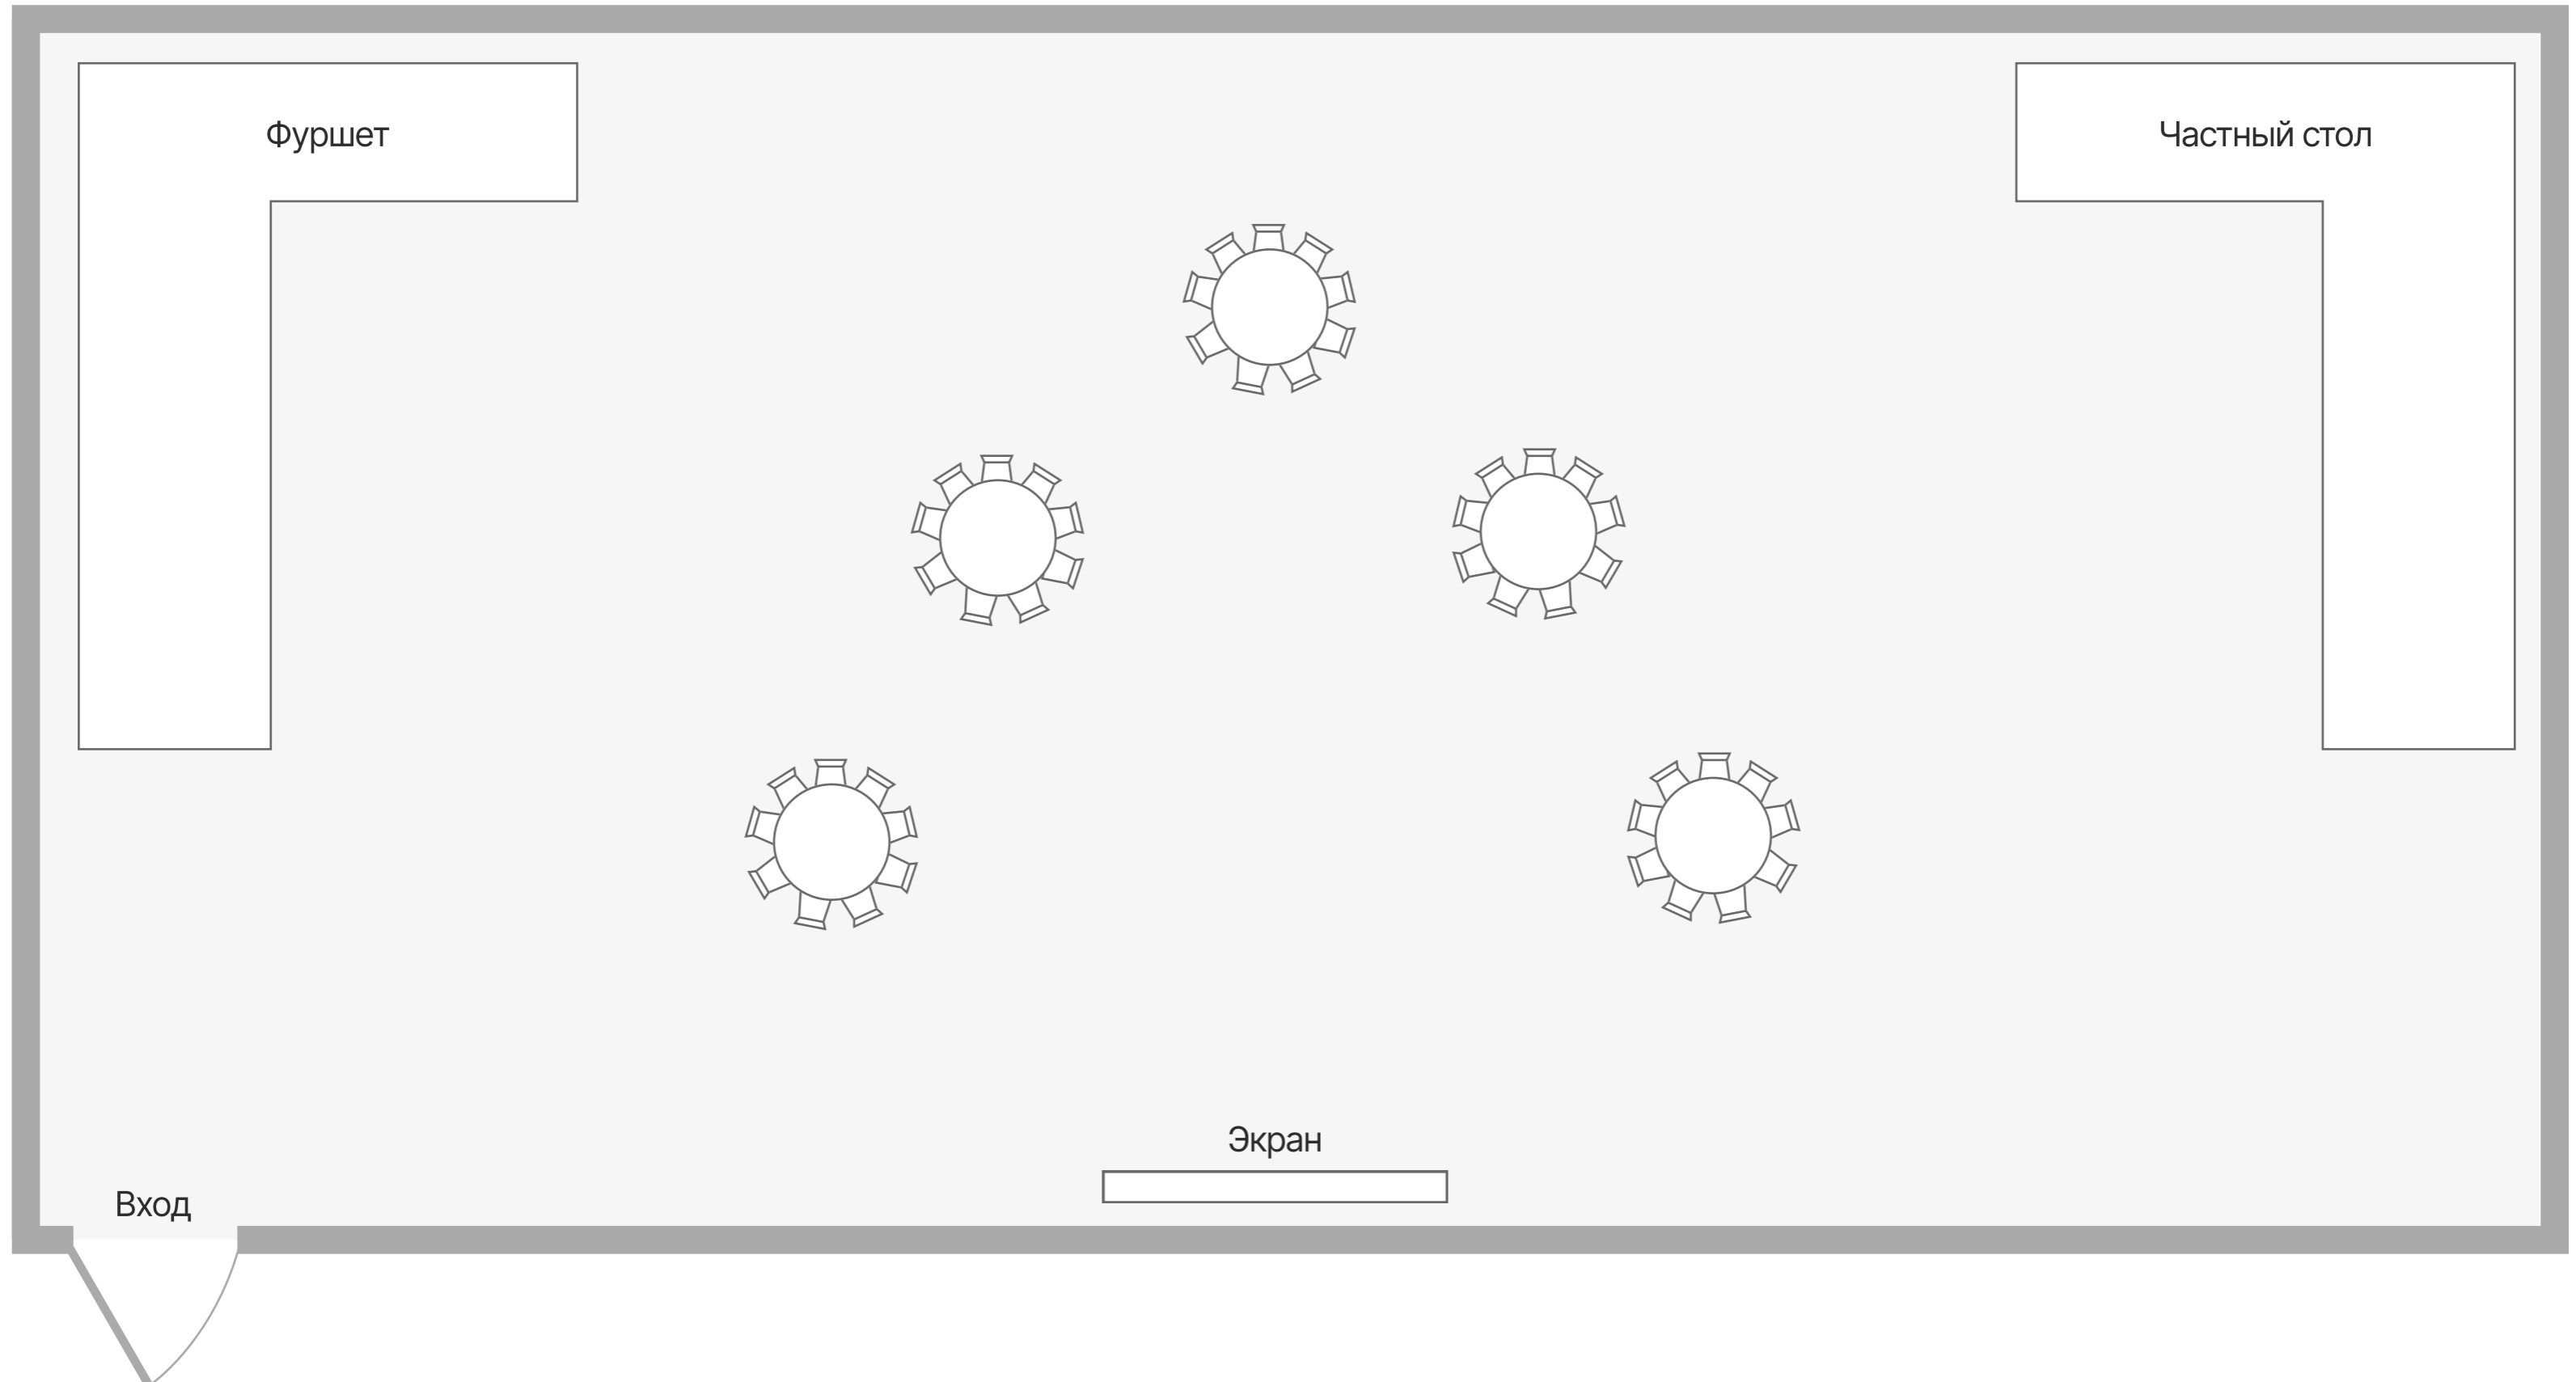 Фуршет
Частный стол
Экран
Вход